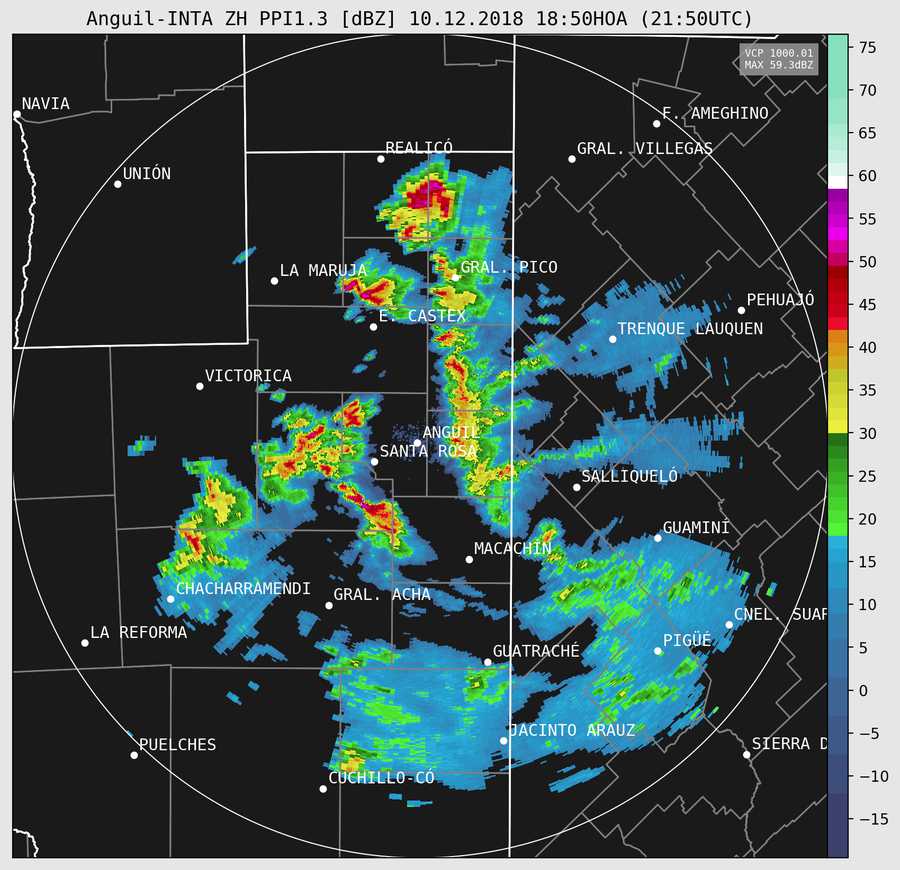 Anguil-INTA ZH PPI1.3 [dBZ] 10.12.2018 18:50HOA (21:50UTC)
VCP 1000.01
MAX 59.3dBZ
75
70
65
60
55
50
45
40
35
30
25
20
15
10
5
0
−5
−10
−15
NAVIA
F. AMEGHINO
REALICÓ
GRAL. VILLEGAS
UNIÓN
LA MARUJA
GRAL. PICO
PEHUAJÓ
E. CASTEX
TRENQUE LAUQUEN
VICTORICA
ANGUIL
SANTA ROSA
SALLIQUELÓ
GUAMINÍ
MACACHÍN
CHACHARRAMENDI
GRAL. ACHA
CNEL. SUAR
LA REFORMA
PIGÜÉ
GUATRACHÉ
JACINTO ARAUZ
PUELCHES
SIERRA D
CUCHILLO-CÓ